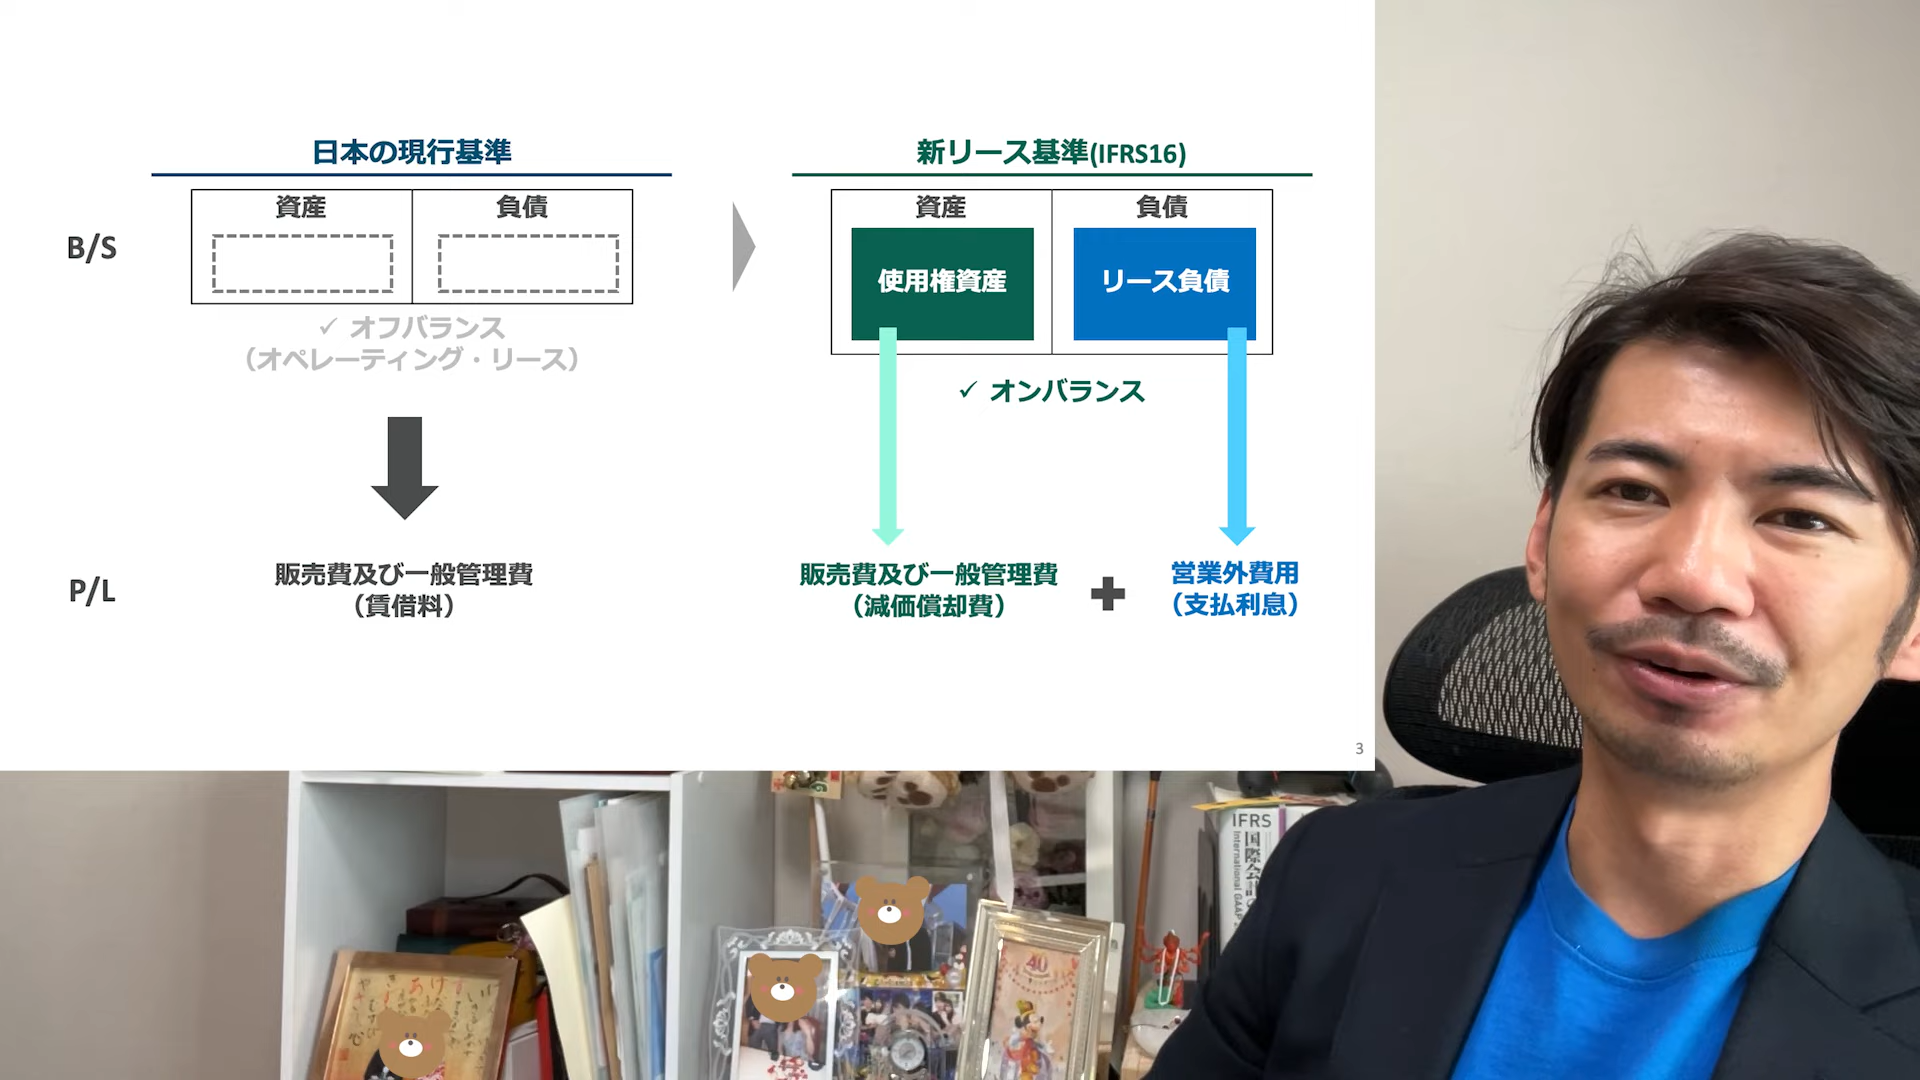 日本の現行基準
新リース基準(IFRS16)
B/S
資産
負債
資産
負債
使用権資産
リース負債
✓ オフバランス
（オペレーティング・リース）
✓ オンバランス
P/L
販売費及び一般管理費
（賃借料）
販売費及び一般管理費
（減価償却費）
+
営業外費用
（支払利息）
3
IFRS
国際会計
International GAAP
40